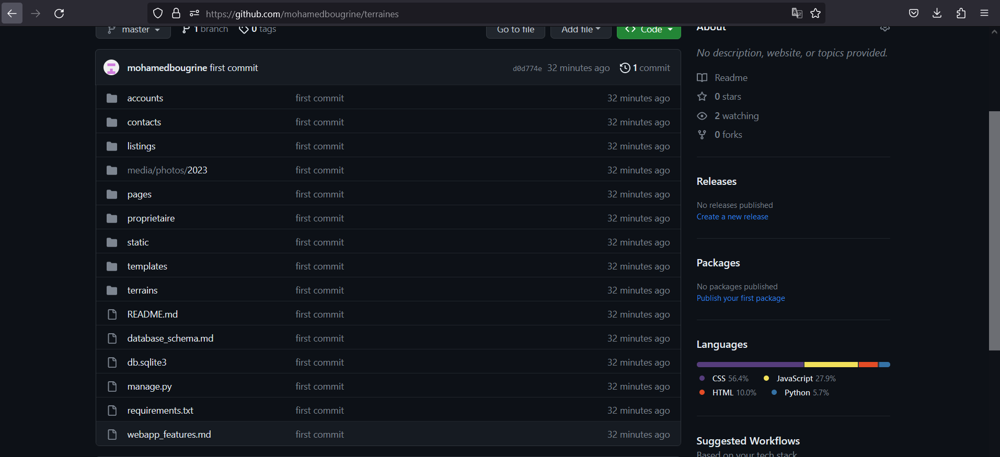 https://github.com/mohamedbougrine/terraines
master 1 branch 0 tags Go to file Add file Code
mohamedbougrine first commit d0d774e 32 minutes ago 1 commit
accounts first commit 32 minutes ago
contacts first commit 32 minutes ago
listings first commit 32 minutes ago
media/photos/2023 first commit 32 minutes ago
pages first commit 32 minutes ago
proprietaire first commit 32 minutes ago
static first commit 32 minutes ago
templates first commit 32 minutes ago
terrains first commit 32 minutes ago
README.md first commit 32 minutes ago
database_schema.md first commit 32 minutes ago
db.sqlite3 first commit 32 minutes ago
manage.py first commit 32 minutes ago
requirements.txt first commit 32 minutes ago
webapp_features.md first commit 32 minutes ago
About
No description, website, or topics provided.
Readme
0 stars
2 watching
0 forks
Releases
No releases published
Create a new release
Packages
No packages published
Publish your first package
Languages
CSS 56.4% JavaScript 27.9%
HTML 10.0% Python 5.7%
Suggested Workflows
Based on your tech stack